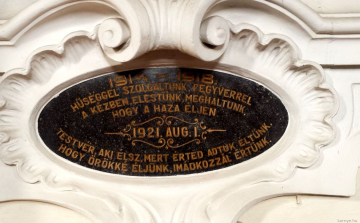 1914-1918
HŰSÉGGEL SZOLGÁLTUNK FEGYVERREL
A KÉZBEN, ELESTÜNK, MEGHALTUNK,
HOGY A HAZA ÉLJEN
1921. AUG. 1.
TESTVÉR, AKI ÉLSZ, MERT ÉRTED ADTUK ÉLTÜNK,
HOGY ÖRÖKKÉ ÉLJÜNK, IMÁDKOZZÁL ÉRTÜNK.